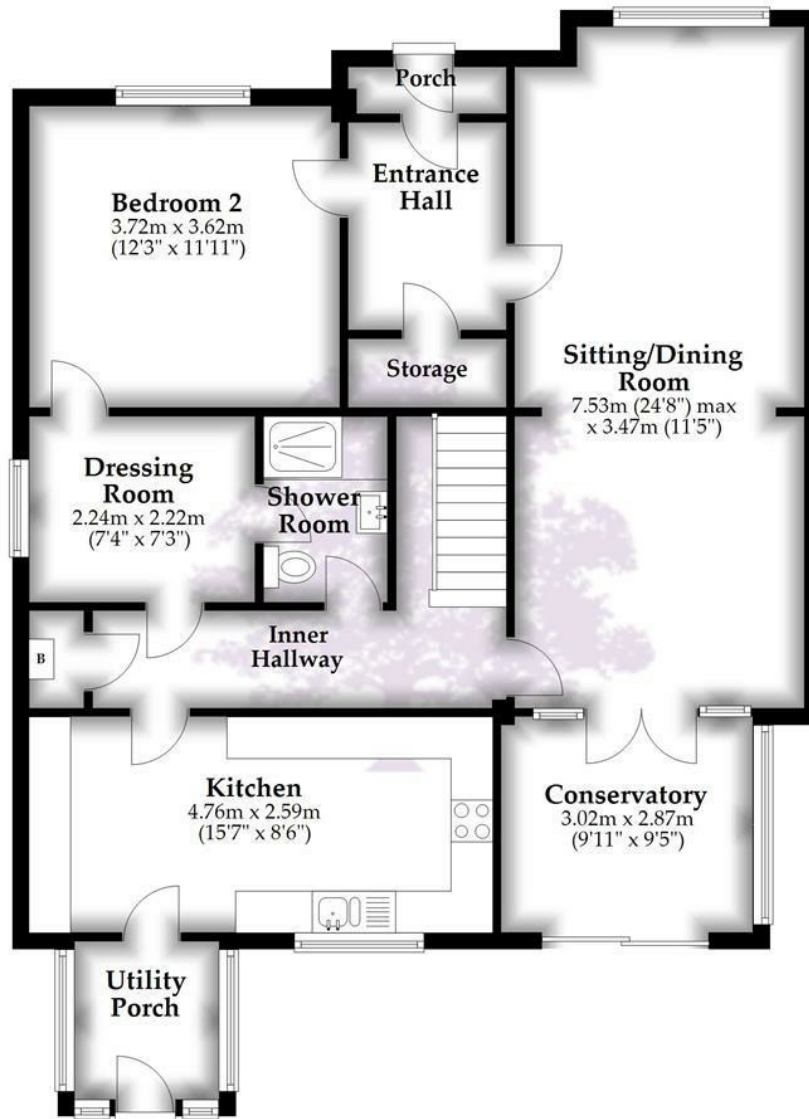 Porch
Entrance
Hall
Bedroom 2
3.72m x 3.62m
(12'3" x 11'11")
Storage
Sitting/Dining
Room
7.53m (24'8") max
x 3.47m (11'5")
Dressing
Room
2.24m x 2.22m
(7'4" x 7'3")
Shower
Room
Inner
Hallway
B
Kitchen
4.76m x 2.59m
(15'7" x 8'6")
Conservatory
3.02m x 2.87m
(9'11" x 9'5")
Utility
Porch